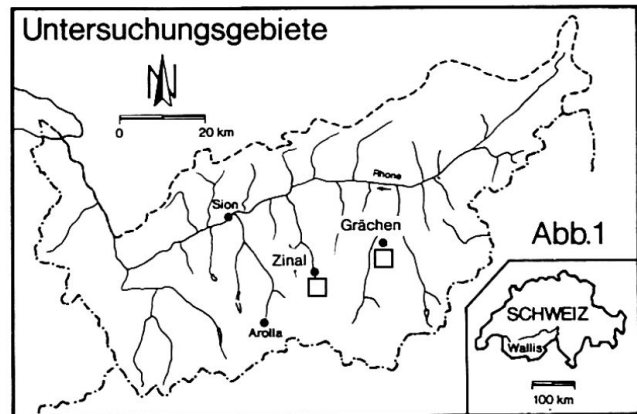 Untersuchungsgebiete
N
0 20 km
Rhone
Sion
Grächen
Zinal
Arolla
Abb.1
SCHWEIZ
Wallis
100 km